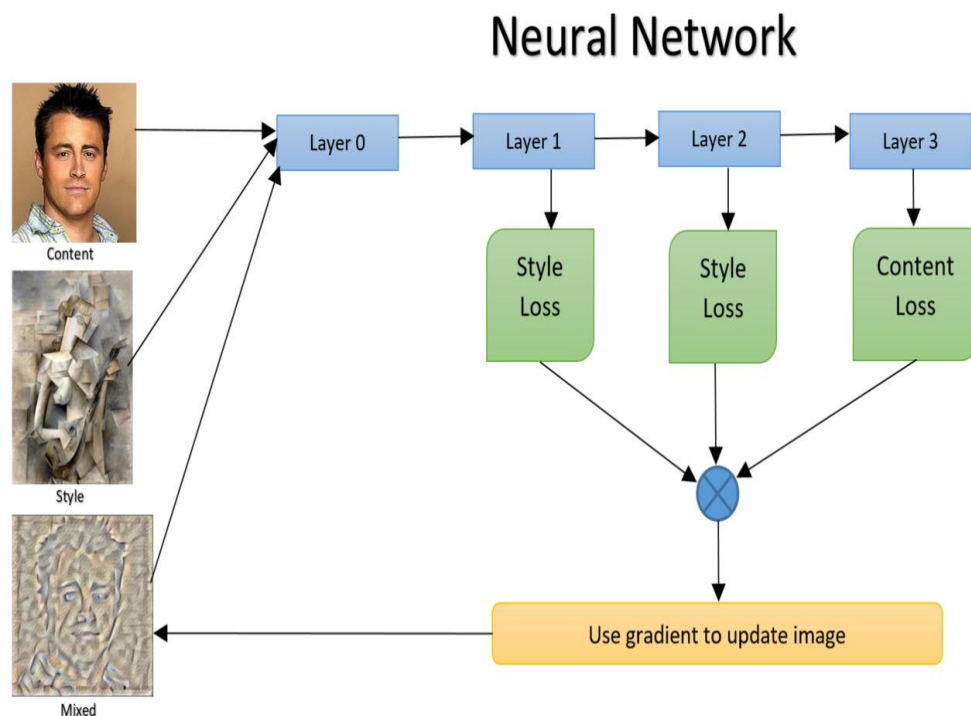 Neural Network
Layer 0
Layer 1
Layer 2
Layer 3
Content
Style
Loss
Style
Loss
Content
Loss
Style
Use gradient to update image
Mixed